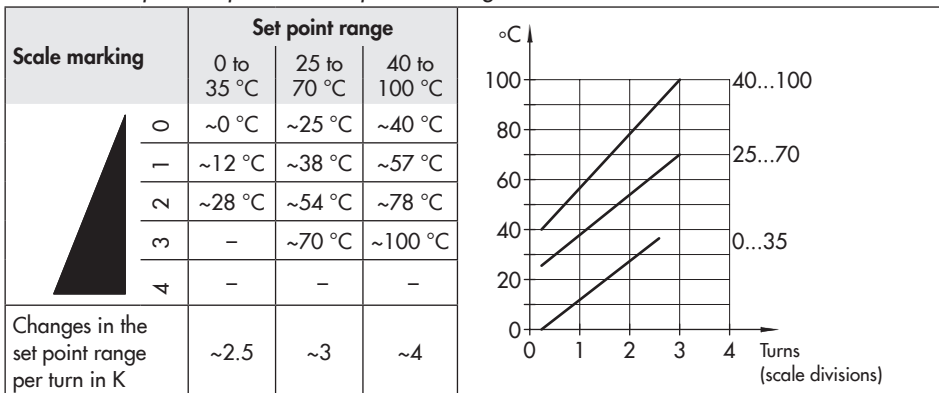 Set point range
Scale marking
0 to 35 °C
25 to 70 °C
40 to 100 °C
0 ~0 °C ~25 °C ~40 °C
1 ~12 °C ~38 °C ~57 °C
2 ~28 °C ~54 °C ~78 °C
3 – ~70 °C ~100 °C
4 – – –
Changes in the
set point range
per turn in K
~2.5 ~3 ~4
°C
100
80
60
40
20
0
40...100
25...70
0...35
0 1 2 3 4 Turns
(scale divisions)